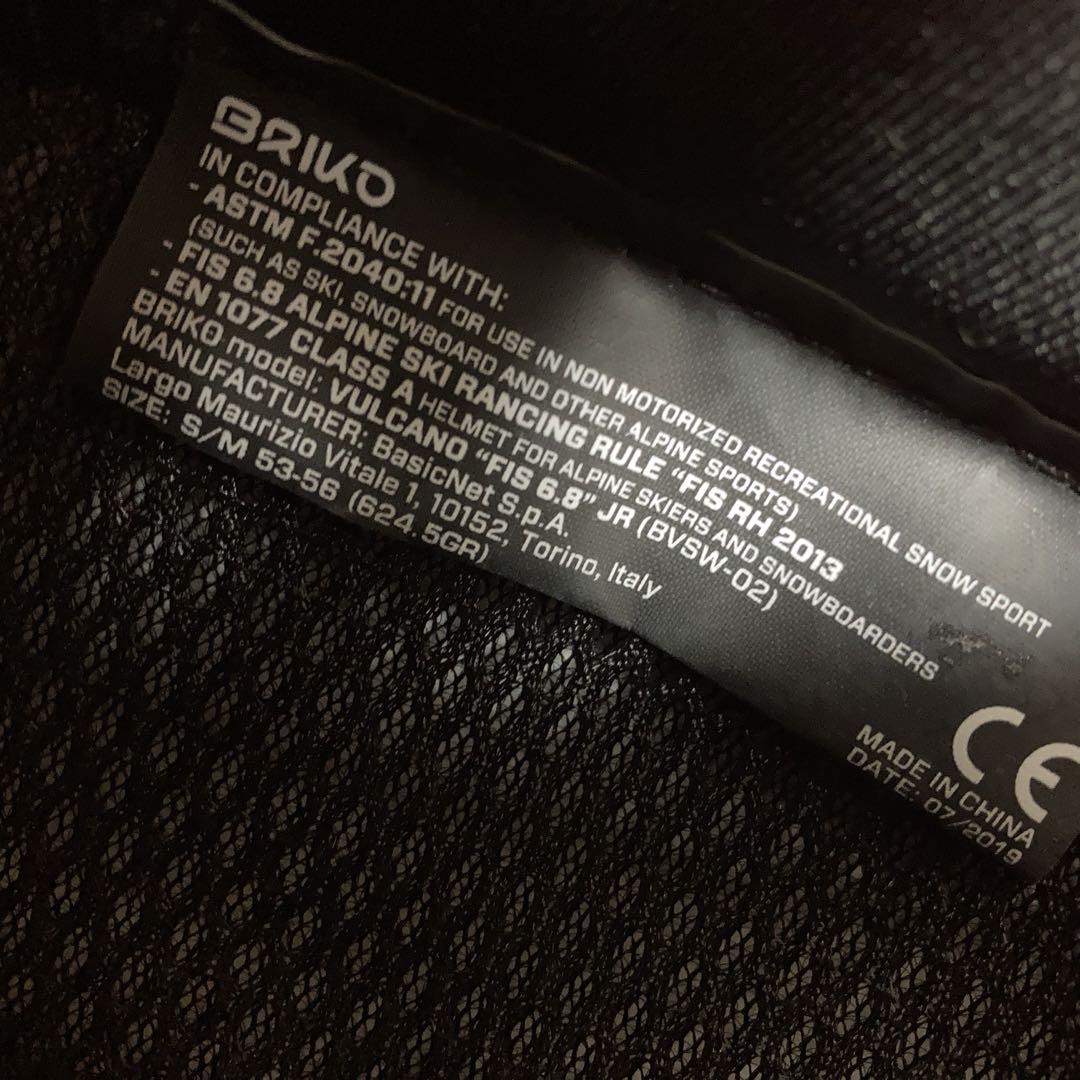 BRIKO
IN COMPLIANCE WITH:
- ASTM F.2040:11 FOR USE IN NON MOTORIZED RECREATIONAL SNOW SPORT
(SUCH AS SKI, SNOWBOARD AND OTHER ALPINE SPORTS)
- FIS 6.8 ALPINE SKI RANCING RULE "FIS RH 2013
- EN 1077 CLASS A HELMET FOR ALPINE SKIERS AND SNOWBOARDERS
BRIKO model: VULCANO "FIS 6.8" JR (BVSW-02)
MANUFACTURER: BasicNet S.p.A.
Largo Maurizio Vitale 1, 10152, Torino, Italy
SIZE: S/M 53-56 (624.5GR)
CE
MADE IN CHINA
DATE: 07/2019